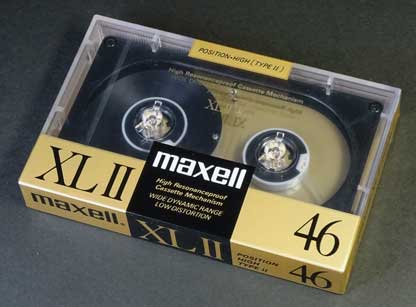 POSITION•HIGH (TYPE II)
High Resonanceproof Cassette Mechanism
XL II
maxell
High Resonanceproof
Cassette Mechanism
WIDE DYNAMIC RANGE
LOW DISTORTION
46
maxell
XL II
POSITION
HIGH
TYPE II
46